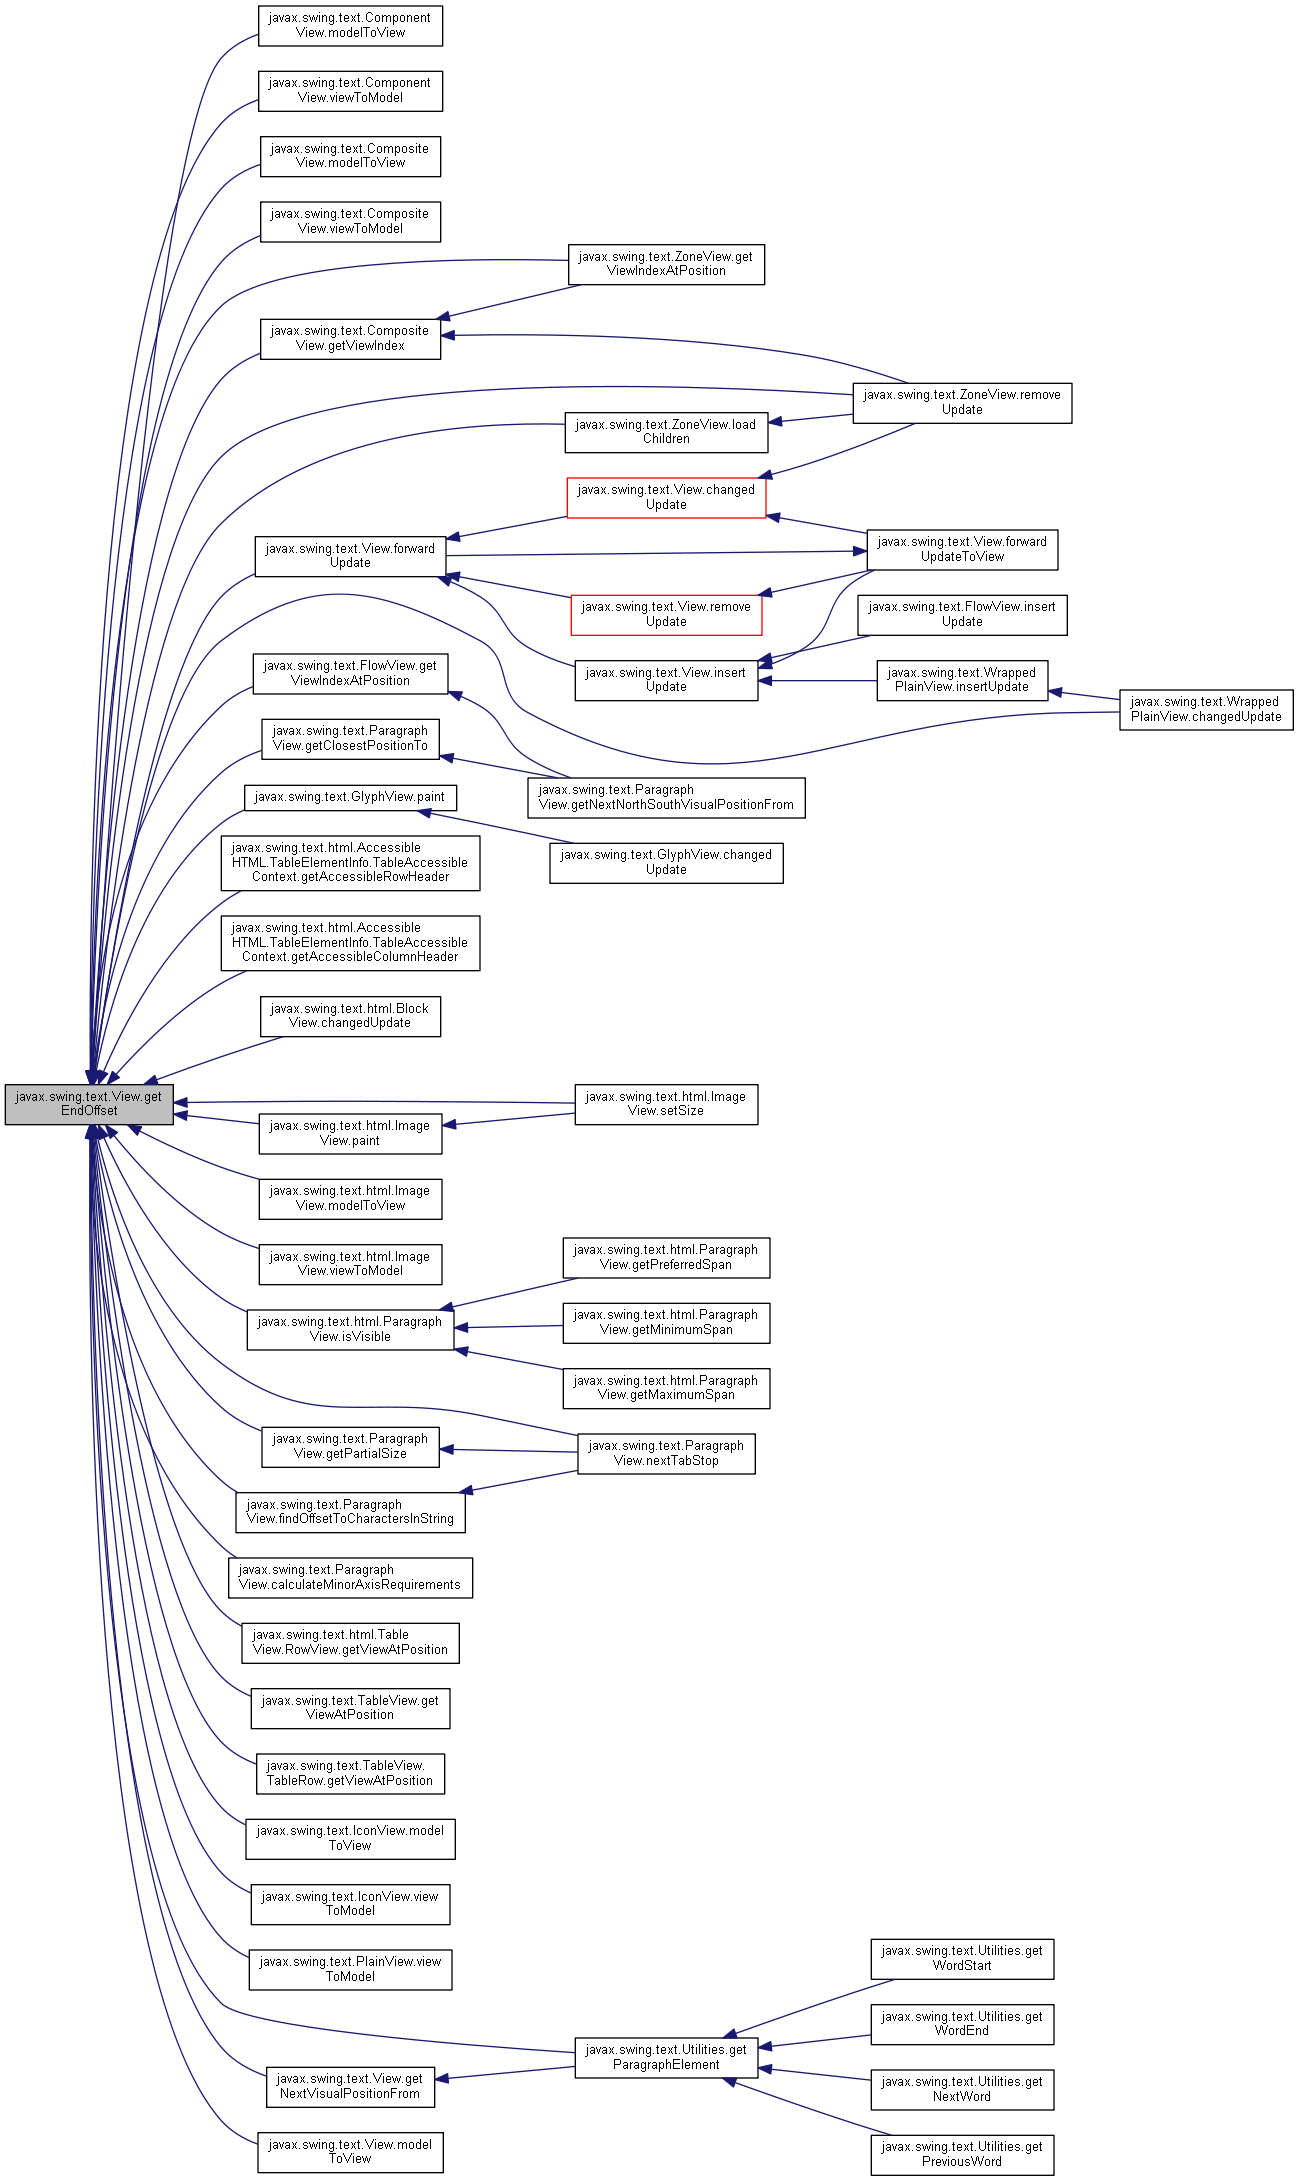 javax.swing.text.Component
View.modelToView
javax.swing.text.Component
View.viewToModel
javax.swing.text.Composite
View.modelToView
javax.swing.text.Composite
View.viewToModel
javax.swing.text.ZoneView.get
ViewIndexAtPosition
javax.swing.text.Composite
View.getViewIndex
javax.swing.text.ZoneView.remove
Update
javax.swing.text.ZoneView.load
Children
javax.swing.text.View.changed
Update
javax.swing.text.View.forward
Update
javax.swing.text.View.forward
UpdateToView
javax.swing.text.View.remove
Update
javax.swing.text.FlowView.insert
Update
javax.swing.text.FlowView.get
ViewIndexAtPosition
javax.swing.text.View.insert
Update
javax.swing.text.Wrapped
PlainView.insertUpdate
javax.swing.text.Wrapped
PlainView.changedUpdate
javax.swing.text.Paragraph
View.getClosestPositionTo
javax.swing.text.Paragraph
View.getNextNorthSouthVisualPositionFrom
javax.swing.text.GlyphView.paint
javax.swing.text.GlyphView.changed
Update
javax.swing.text.html.Accessible
HTML.TableElementInfo.TableAccessible
Context.getAccessibleRowHeader
javax.swing.text.html.Accessible
HTML.TableElementInfo.TableAccessible
Context.getAccessibleColumnHeader
javax.swing.text.html.Block
View.changedUpdate
javax.swing.text.View.get
EndOffset
javax.swing.text.html.Image
View.setSize
javax.swing.text.html.Image
View.paint
javax.swing.text.html.Image
View.modelToView
javax.swing.text.html.Image
View.viewToModel
javax.swing.text.html.Paragraph
View.getPreferredSpan
javax.swing.text.html.Paragraph
View.isVisible
javax.swing.text.html.Paragraph
View.getMinimumSpan
javax.swing.text.html.Paragraph
View.getMaximumSpan
javax.swing.text.Paragraph
View.getPartialSize
javax.swing.text.Paragraph
View.nextTabStop
javax.swing.text.Paragraph
View.findOffsetToCharactersInString
javax.swing.text.Paragraph
View.calculateMinorAxisRequirements
javax.swing.text.html.Table
View.RowView.getViewAtPosition
javax.swing.text.TableView.get
ViewAtPosition
javax.swing.text.TableView.
TableRow.getViewAtPosition
javax.swing.text.IconView.model
ToView
javax.swing.text.IconView.view
ToModel
javax.swing.text.PlainView.view
ToModel
javax.swing.text.Utilities.get
WordStart
javax.swing.text.Utilities.get
WordEnd
javax.swing.text.Utilities.get
ParagraphElement
javax.swing.text.View.get
NextVisualPositionFrom
javax.swing.text.Utilities.get
NextWord
javax.swing.text.View.model
ToView
javax.swing.text.Utilities.get
PreviousWord